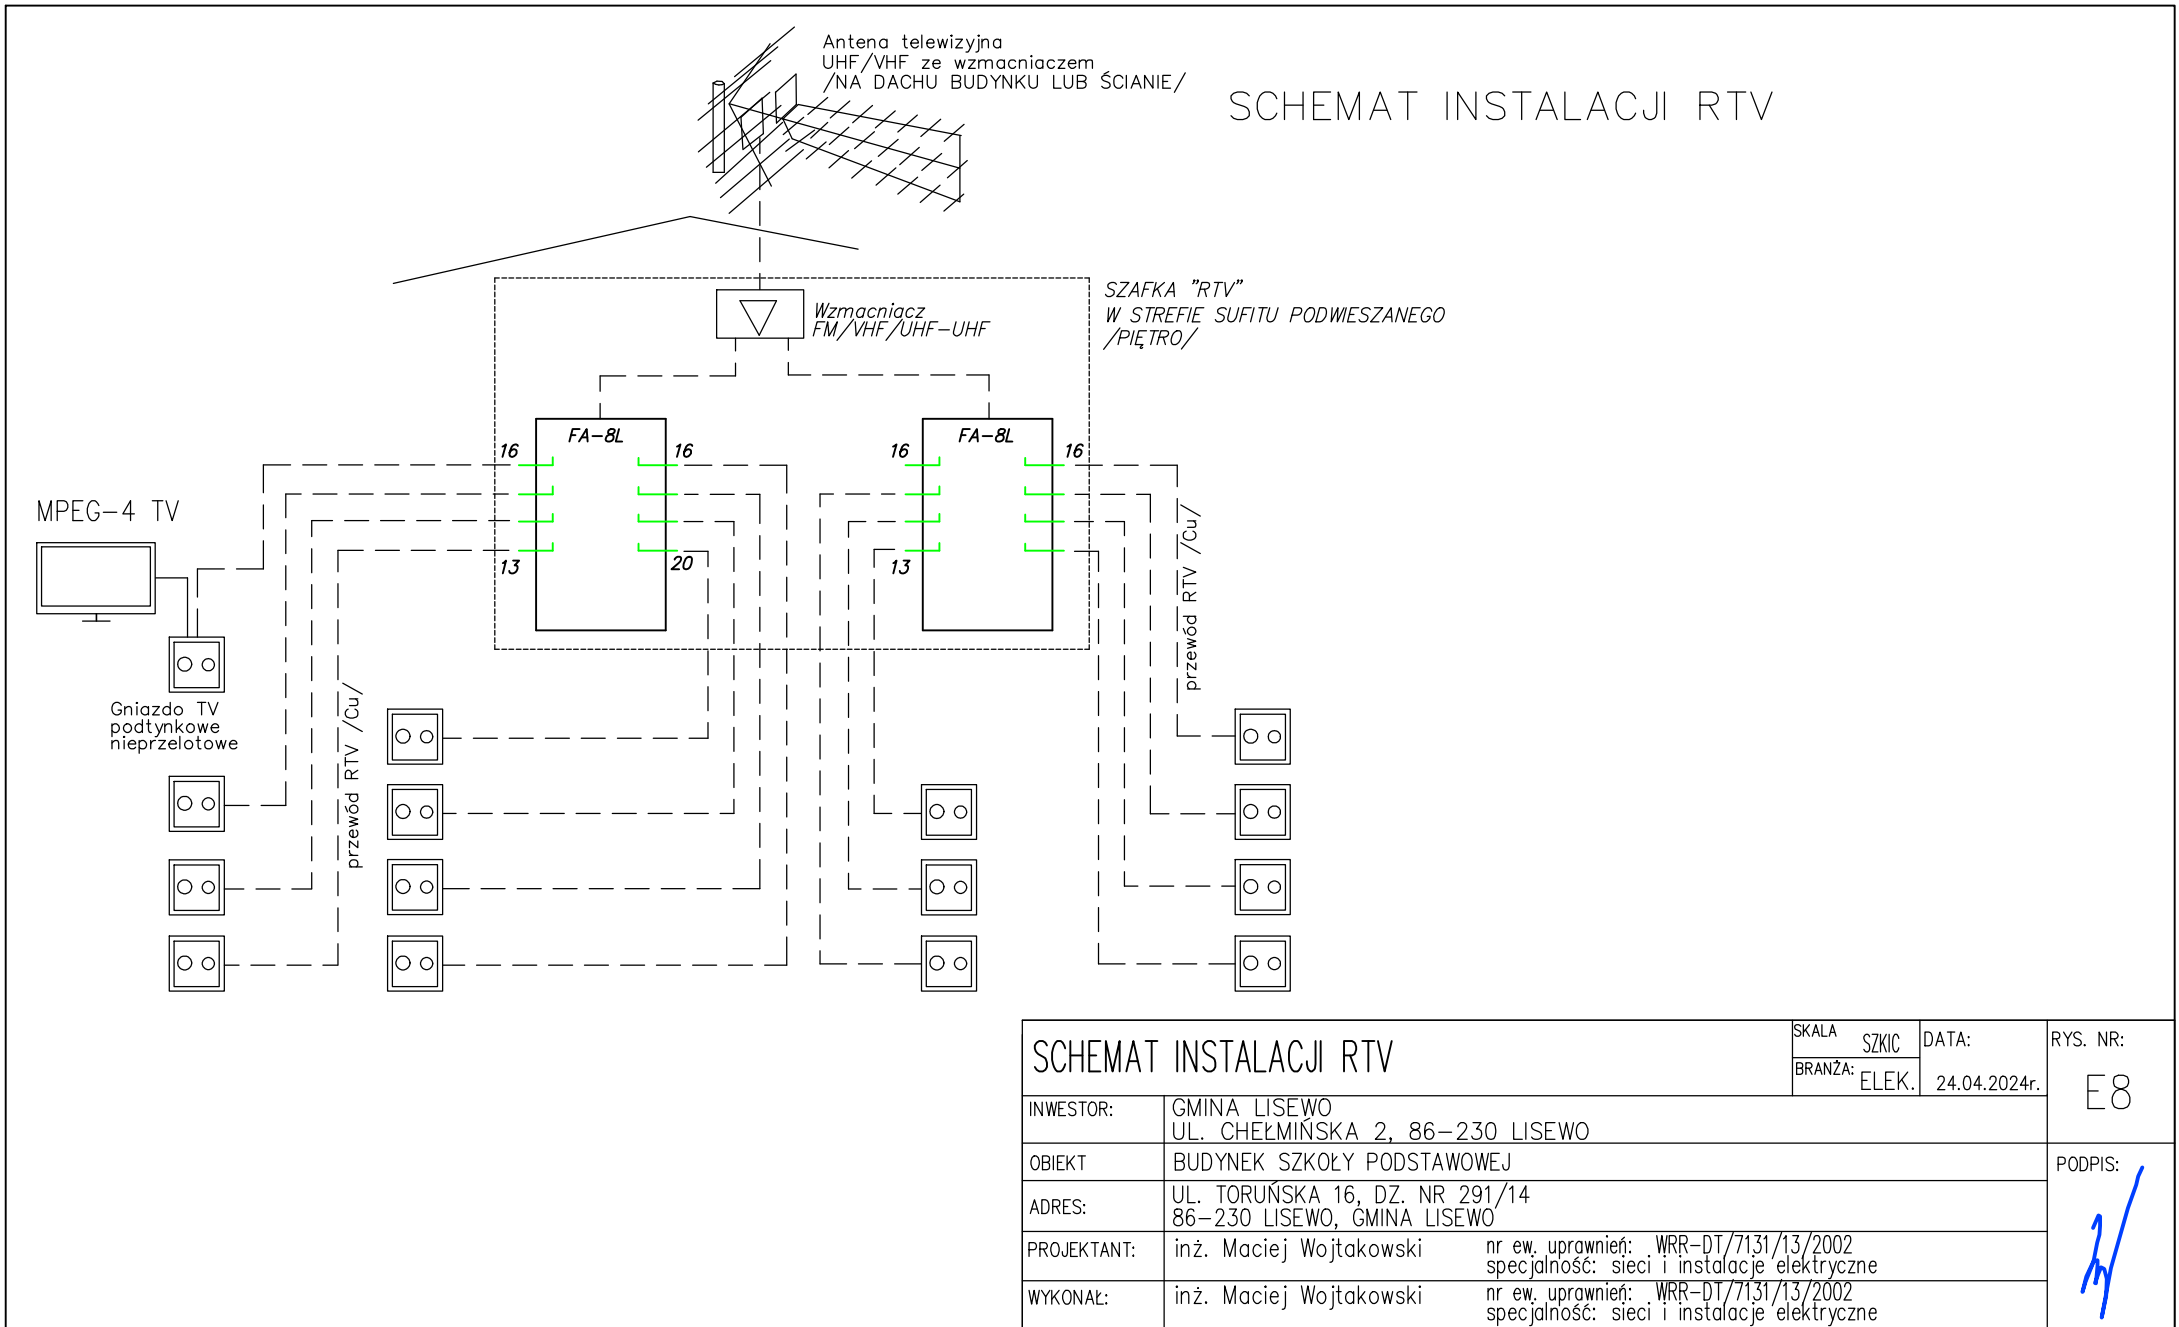 Antena telewizyjna
UHF/VHF ze wzmacniaczem
/NA DACHU BUDYNKU LUB ŚCIANIE/
SCHEMAT INSTALACJI RTV
SZAFKA "RTV"
W STREFIE SUFITU PODWIESZANEGO
/PIĘTRO/
Wzmacniacz
FM/VHF/UHF-UHF
FA-8L
FA-8L
16
16
16
16
MPEG-4 TV
13
20
13
przewód RTV /Cu/
Gniazdo TV
podtynkowe
nieprzelotowe
przewód RTV /Cu/
SCHEMAT INSTALACJI RTV
SKALA SZKIC
BRANŻA: ELEK.
DATA:
24.04.2024r.
RYS. NR:
E8
INWESTOR:
GMINA LISEWO
UL. CHEŁMIŃSKA 2, 86-230 LISEWO
OBIEKT
BUDYNEK SZKOŁY PODSTAWOWEJ
PODPIS:
ADRES:
UL. TORUŃSKA 16, DZ. NR 291/14
86-230 LISEWO, GMINA LISEWO
PROJEKTANT:
inż. Maciej Wojtakowski
nr ew. uprawnień: WRR-DT/7131/13/2002
specjalność: sieci i instalacje elektryczne
WYKONAŁ:
inż. Maciej Wojtakowski
nr ew. uprawnień: WRR-DT/7131/13/2002
specjalność: sieci i instalacje elektryczne